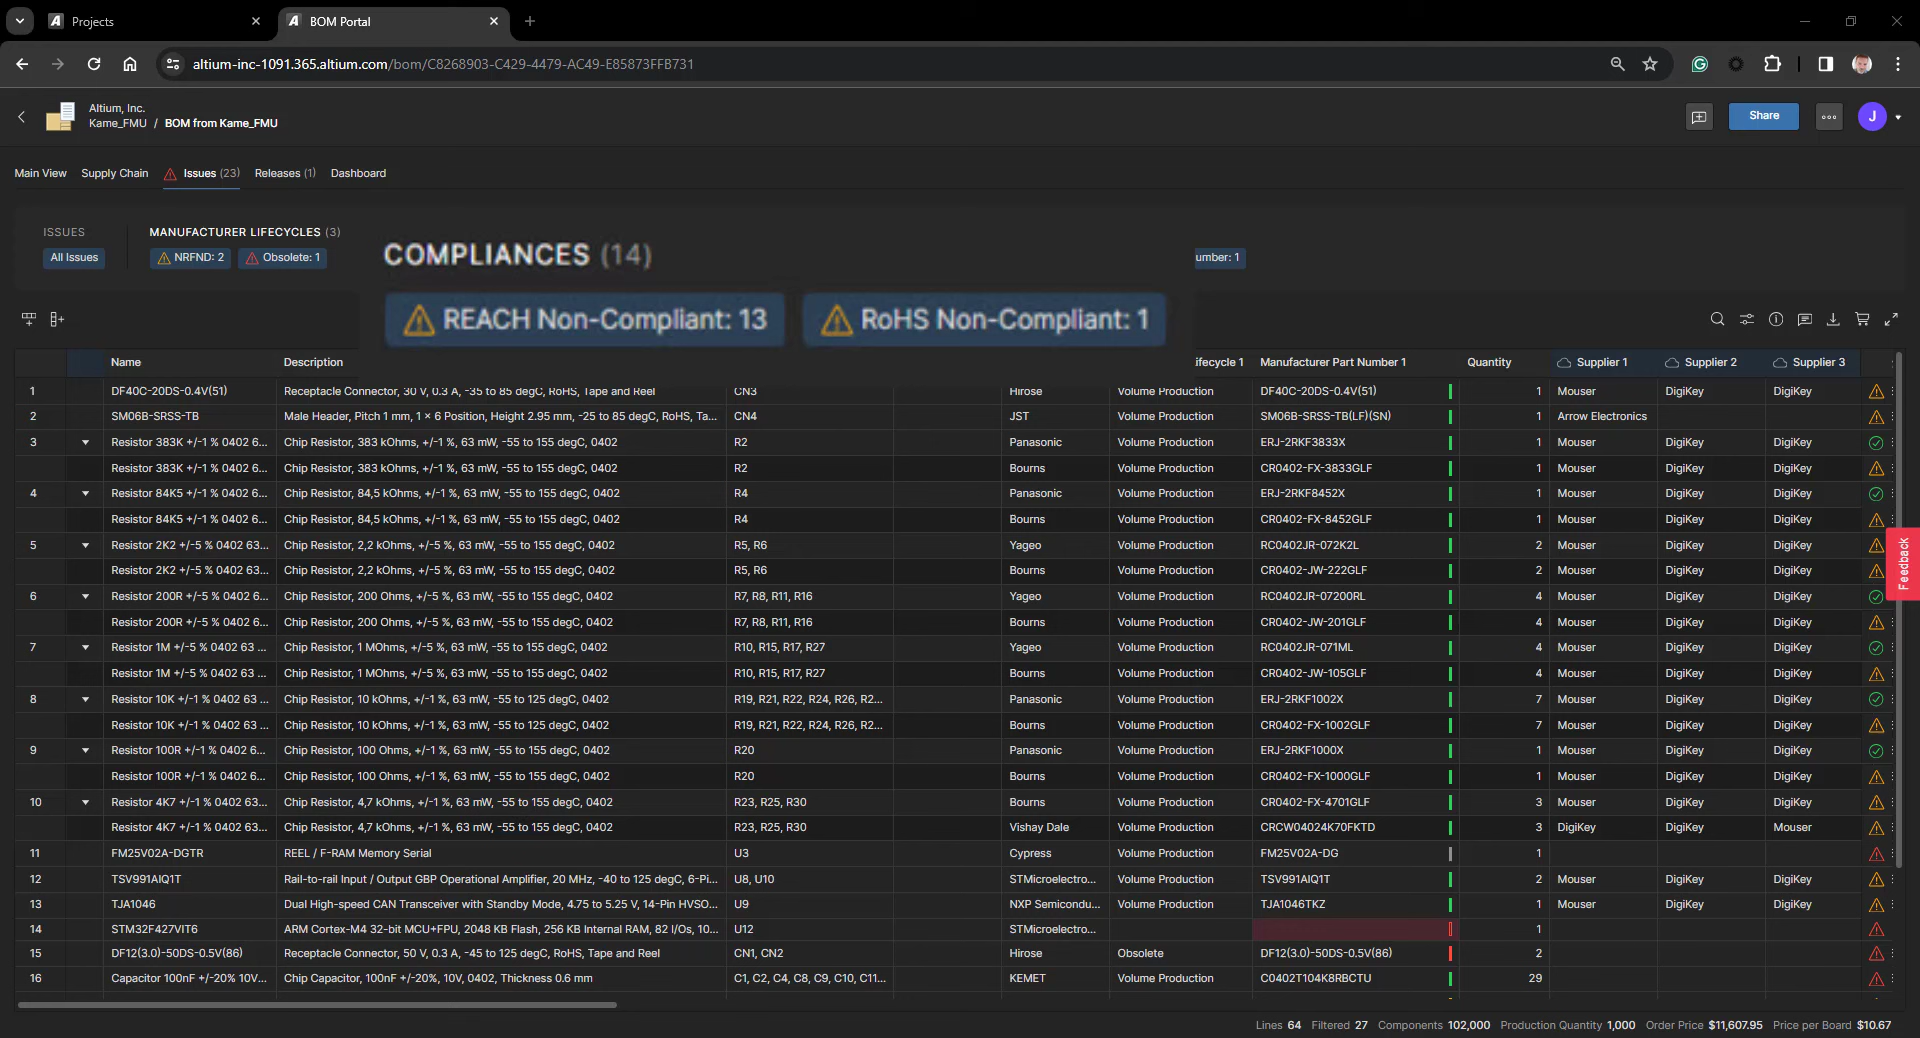 Projects
BOM Portal
altium-inc-1091.365.altium.com/bom/C8268903-C429-4479-AC49-E85873FFB731
Altium, Inc.
Kame_FMU / BOM from Kame_FMU
Share
J
Main View Supply Chain Issues (23) Releases (1) Dashboard
ISSUES MANUFACTURER LIFECYCLES (3) COMPLIANCES (14)
All Issues NRFND: 2 Obsolete: 1 REACH Non-Compliant: 13 RoHS Non-Compliant: 1 umber: 1
Name Description ifecycle 1 Manufacturer Part Number 1 Quantity Supplier 1 Supplier 2 Supplier 3
1 DF40C-20DS-0.4V(51) Receptacle Connector, 30 V, 0.3 A, -35 to 85 degC, RoHS, Tape and Reel CN3 Hirose Volume Production DF40C-20DS-0.4V(51) 1 Mouser DigiKey DigiKey
2 SM06B-SRSS-TB Male Header, Pitch 1 mm, 1 × 6 Position, Height 2.95 mm, -25 to 85 degC, RoHS, Ta... CN4 JST Volume Production SM06B-SRSS-TB(LF)(SN) 1 Arrow Electronics
3 Resistor 383K +/-1 % 0402 6... Chip Resistor, 383 kOhms, +/-1 %, 63 mW, -55 to 155 degC, 0402 R2 Panasonic Volume Production ERJ-2RKF3833X 1 Mouser DigiKey DigiKey
Resistor 383K +/-1 % 0402 6... Chip Resistor, 383 kOhms, +/-1 %, 63 mW, -55 to 155 degC, 0402 R2 Bourns Volume Production CR0402-FX-3833GLF 1 Mouser DigiKey DigiKey
4 Resistor 84K5 +/-1 % 0402 6... Chip Resistor, 84,5 kOhms, +/-1 %, 63 mW, -55 to 155 degC, 0402 R4 Panasonic Volume Production ERJ-2RKF8452X 1 Mouser DigiKey DigiKey
Resistor 84K5 +/-1 % 0402 6... Chip Resistor, 84,5 kOhms, +/-1 %, 63 mW, -55 to 155 degC, 0402 R4 Bourns Volume Production CR0402-FX-8452GLF 1 Mouser DigiKey DigiKey
5 Resistor 2K2 +/-5 % 0402 63... Chip Resistor, 2,2 kOhms, +/-5 %, 63 mW, -55 to 155 degC, 0402 R5, R6 Yageo Volume Production RC0402JR-072K2L 2 Mouser DigiKey DigiKey
Resistor 2K2 +/-5 % 0402 63... Chip Resistor, 2,2 kOhms, +/-5 %, 63 mW, -55 to 155 degC, 0402 R5, R6 Bourns Volume Production CR0402-JW-222GLF 2 Mouser DigiKey DigiKey
Feedback
6 Resistor 200R +/-5 % 0402 6... Chip Resistor, 200 Ohms, +/-5 %, 63 mW, -55 to 155 degC, 0402 R7, R8, R11, R16 Yageo Volume Production RC0402JR-07200RL 4 Mouser DigiKey DigiKey
Resistor 200R +/-5 % 0402 6... Chip Resistor, 200 Ohms, +/-5 %, 63 mW, -55 to 155 degC, 0402 R7, R8, R11, R16 Bourns Volume Production CR0402-JW-201GLF 4 Mouser DigiKey DigiKey
7 Resistor 1M +/-5 % 0402 63 ... Chip Resistor, 1 MOhms, +/-5 %, 63 mW, -55 to 155 degC, 0402 R10, R15, R17, R27 Yageo Volume Production RC0402JR-071ML 4 Mouser DigiKey DigiKey
Resistor 1M +/-5 % 0402 63 ... Chip Resistor, 1 MOhms, +/-5 %, 63 mW, -55 to 155 degC, 0402 R10, R15, R17, R27 Bourns Volume Production CR0402-JW-105GLF 4 Mouser DigiKey DigiKey
8 Resistor 10K +/-1 % 0402 63 ... Chip Resistor, 10 kOhms, +/-1 %, 63 mW, -55 to 125 degC, 0402 R19, R21, R22, R24, R26, R2... Panasonic Volume Production ERJ-2RKF1002X 7 Mouser DigiKey DigiKey
Resistor 10K +/-1 % 0402 63 ... Chip Resistor, 10 kOhms, +/-1 %, 63 mW, -55 to 125 degC, 0402 R19, R21, R22, R24, R26, R2... Bourns Volume Production CR0402-FX-1002GLF 7 Mouser DigiKey DigiKey
9 Resistor 100R +/-1 % 0402 6... Chip Resistor, 100 Ohms, +/-1 %, 63 mW, -55 to 155 degC, 0402 R20 Panasonic Volume Production ERJ-2RKF1000X 1 Mouser DigiKey DigiKey
Resistor 100R +/-1 % 0402 6... Chip Resistor, 100 Ohms, +/-1 %, 63 mW, -55 to 155 degC, 0402 R20 Bourns Volume Production CR0402-FX-1000GLF 1 Mouser DigiKey DigiKey
10 Resistor 4K7 +/-1 % 0402 63... Chip Resistor, 4,7 kOhms, +/-1 %, 63 mW, -55 to 155 degC, 0402 R23, R25, R30 Bourns Volume Production CR0402-FX-4701GLF 3 Mouser DigiKey DigiKey
Resistor 4K7 +/-1 % 0402 63... Chip Resistor, 4,7 kOhms, +/-1 %, 63 mW, -55 to 155 degC, 0402 R23, R25, R30 Vishay Dale Volume Production CRCW04024K70FKTD 3 DigiKey DigiKey Mouser
11 FM25V02A-DGTR REEL / F-RAM Memory Serial U3 Cypress Volume Production FM25V02A-DG 1
12 TSV991AIQ1T Rail-to-rail Input / Output GBP Operational Amplifier, 20 MHz, -40 to 125 degC, 6-Pi... U8, U10 STMicroelectro... Volume Production TSV991AIQ1T 2 Mouser DigiKey DigiKey
13 TJA1046 Dual High-speed CAN Transceiver with Standby Mode, 4.75 to 5.25 V, 14-Pin HVSO... U9 NXP Semicondu... Volume Production TJA1046TKZ 1 Mouser DigiKey DigiKey
14 STM32F427VIT6 ARM Cortex-M4 32-bit MCU+FPU, 2048 KB Flash, 256 KB Internal RAM, 82 I/Os, 10... U12 STMicroelectro... 1
15 DF12(3.0)-50DS-0.5V(86) Receptacle Connector, 50 V, 0.3 A, -45 to 125 degC, RoHS, Tape and Reel CN1, CN2 Hirose Obsolete DF12(3.0)-50DS-0.5V(86) 2
16 Capacitor 100nF +/-20% 10V... Chip Capacitor, 100nF +/-20%, 10V, 0402, Thickness 0.6 mm C1, C2, C4, C8, C9, C10, C11... KEMET Volume Production C0402T104K8RBCTU 29
Lines 64 Filtered 27 Components 102,000 Production Quantity 1,000 Order Price $11,607.95 Price per Board $10.67